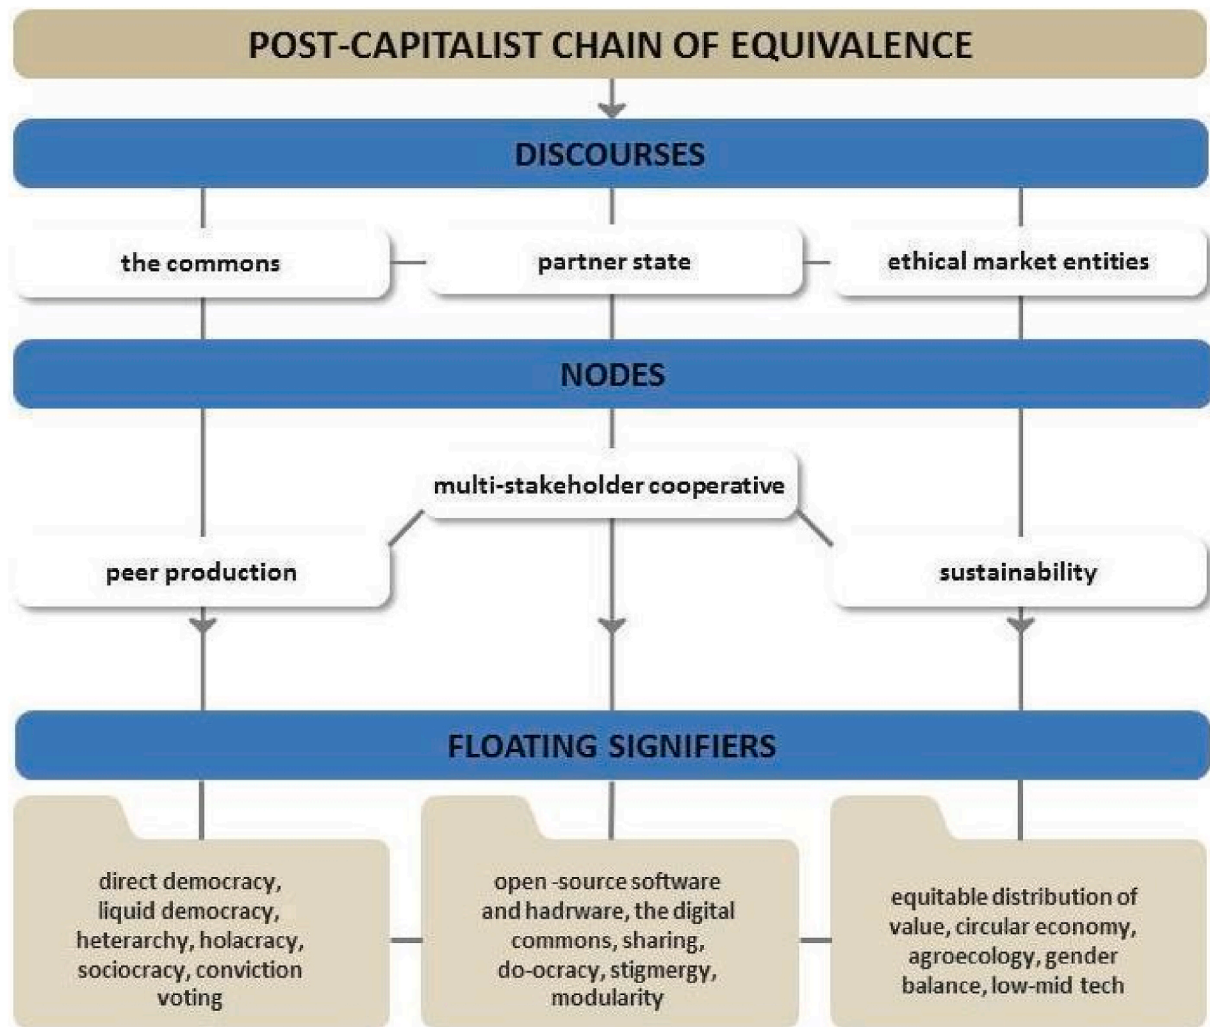 POST-CAPITALIST CHAIN OF EQUIVALENCE
DISCOURSES
the commons
partner state
ethical market entities
NODES
multi-stakeholder cooperative
peer production
sustainability
FLOATING SIGNIFIERS
direct democracy,
liquid democracy,
heterarchy, holacracy,
sociocracy, conviction
voting
open -source software
and hadrware, the digital
commons, sharing,
do-ocracy, stigmergy,
modularity
equitable distribution of
value, circular economy,
agroecology, gender
balance, low-mid tech